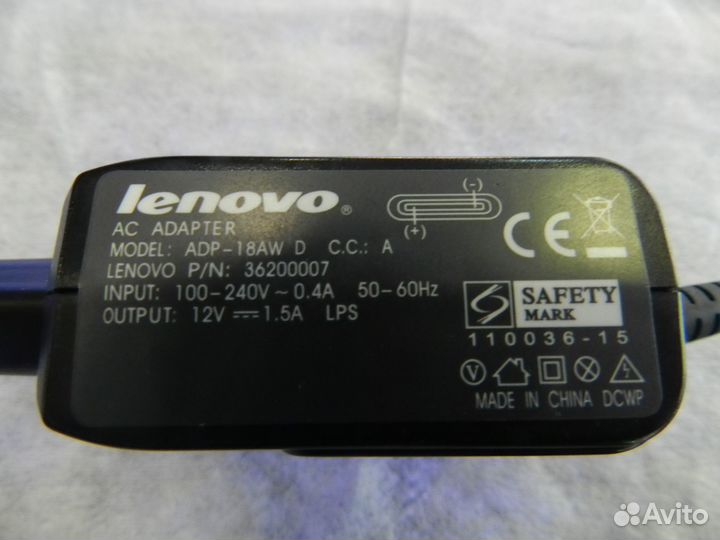 lenovo®
AC ADAPTER
MODEL: ADP-18AW D C.C.: A
LENOVO P/N: 36200007
INPUT: 100-240V~0.4A 50-60Hz
OUTPUT: 12V⎓1.5A LPS
(-)
(+)
CE
S SAFETY
MARK
110036-15
V
MADE IN CHINA DCWP
Avito